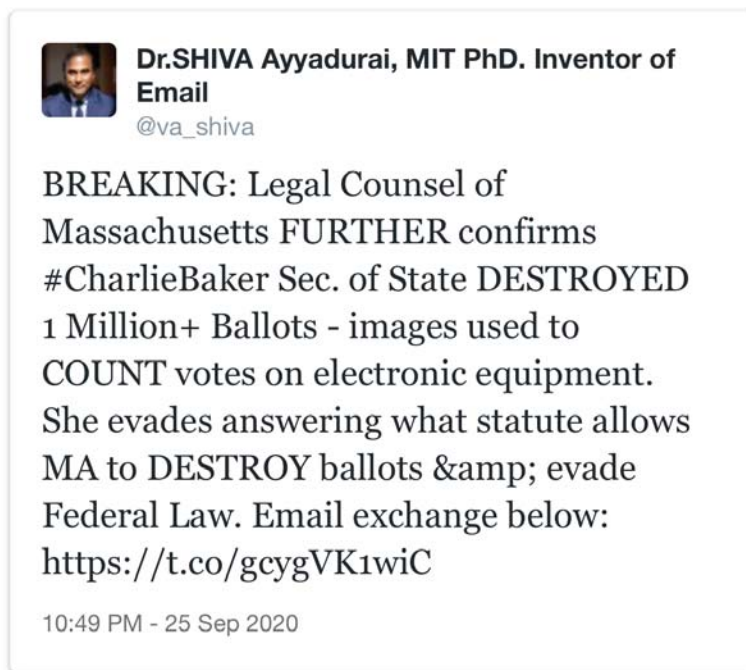 Dr.SHIVA Ayyadurai, MIT PhD. Inventor of
Email
@va_shiva
BREAKING: Legal Counsel of
Massachusetts FURTHER confirms
#CharlieBaker Sec. of State DESTROYED
1 Million+ Ballots - images used to
COUNT votes on electronic equipment.
She evades answering what statute allows
MA to DESTROY ballots &amp; evade
Federal Law. Email exchange below:
https://t.co/gcygVK1wiC
10:49 PM - 25 Sep 2020